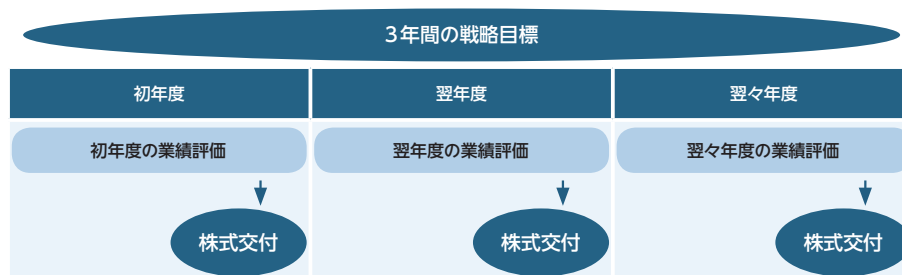 3年間の戦略目標
初年度
翌年度
翌々年度
初年度の業績評価
翌年度の業績評価
翌々年度の業績評価
株式交付
株式交付
株式交付